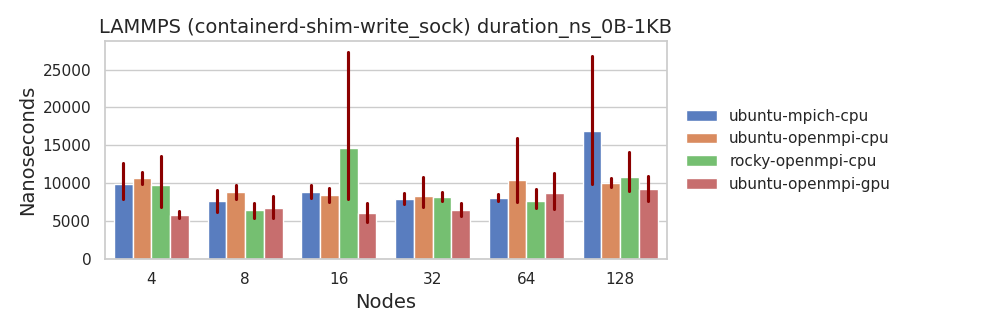 LAMMPS (containerd-shim-write_sock) duration_ns_0B-1KB
Nanoseconds
25000
20000
15000
10000
5000
0
4 8 16 32 64 128
Nodes
ubuntu-mpich-cpu
ubuntu-openmpi-cpu
rocky-openmpi-cpu
ubuntu-openmpi-gpu